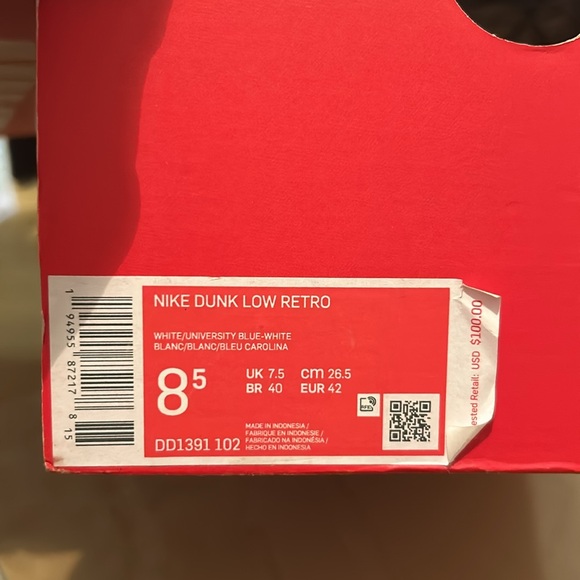 NIKE DUNK LOW RETRO
WHITE/UNIVERSITY BLUE-WHITE
BLANC/BLANC/BLEU CAROLINA
8⁵
UK 7.5 cm 26.5
BR 40 EUR 42
MADE IN INDONESIA /
FABRIQUE EN INDONESIE /
FABRICADO NA INDONÉSIA /
HECHO EN INDONESIA
DD1391 102
1 94955 87217 8 15
ested Retail: USD $100.00